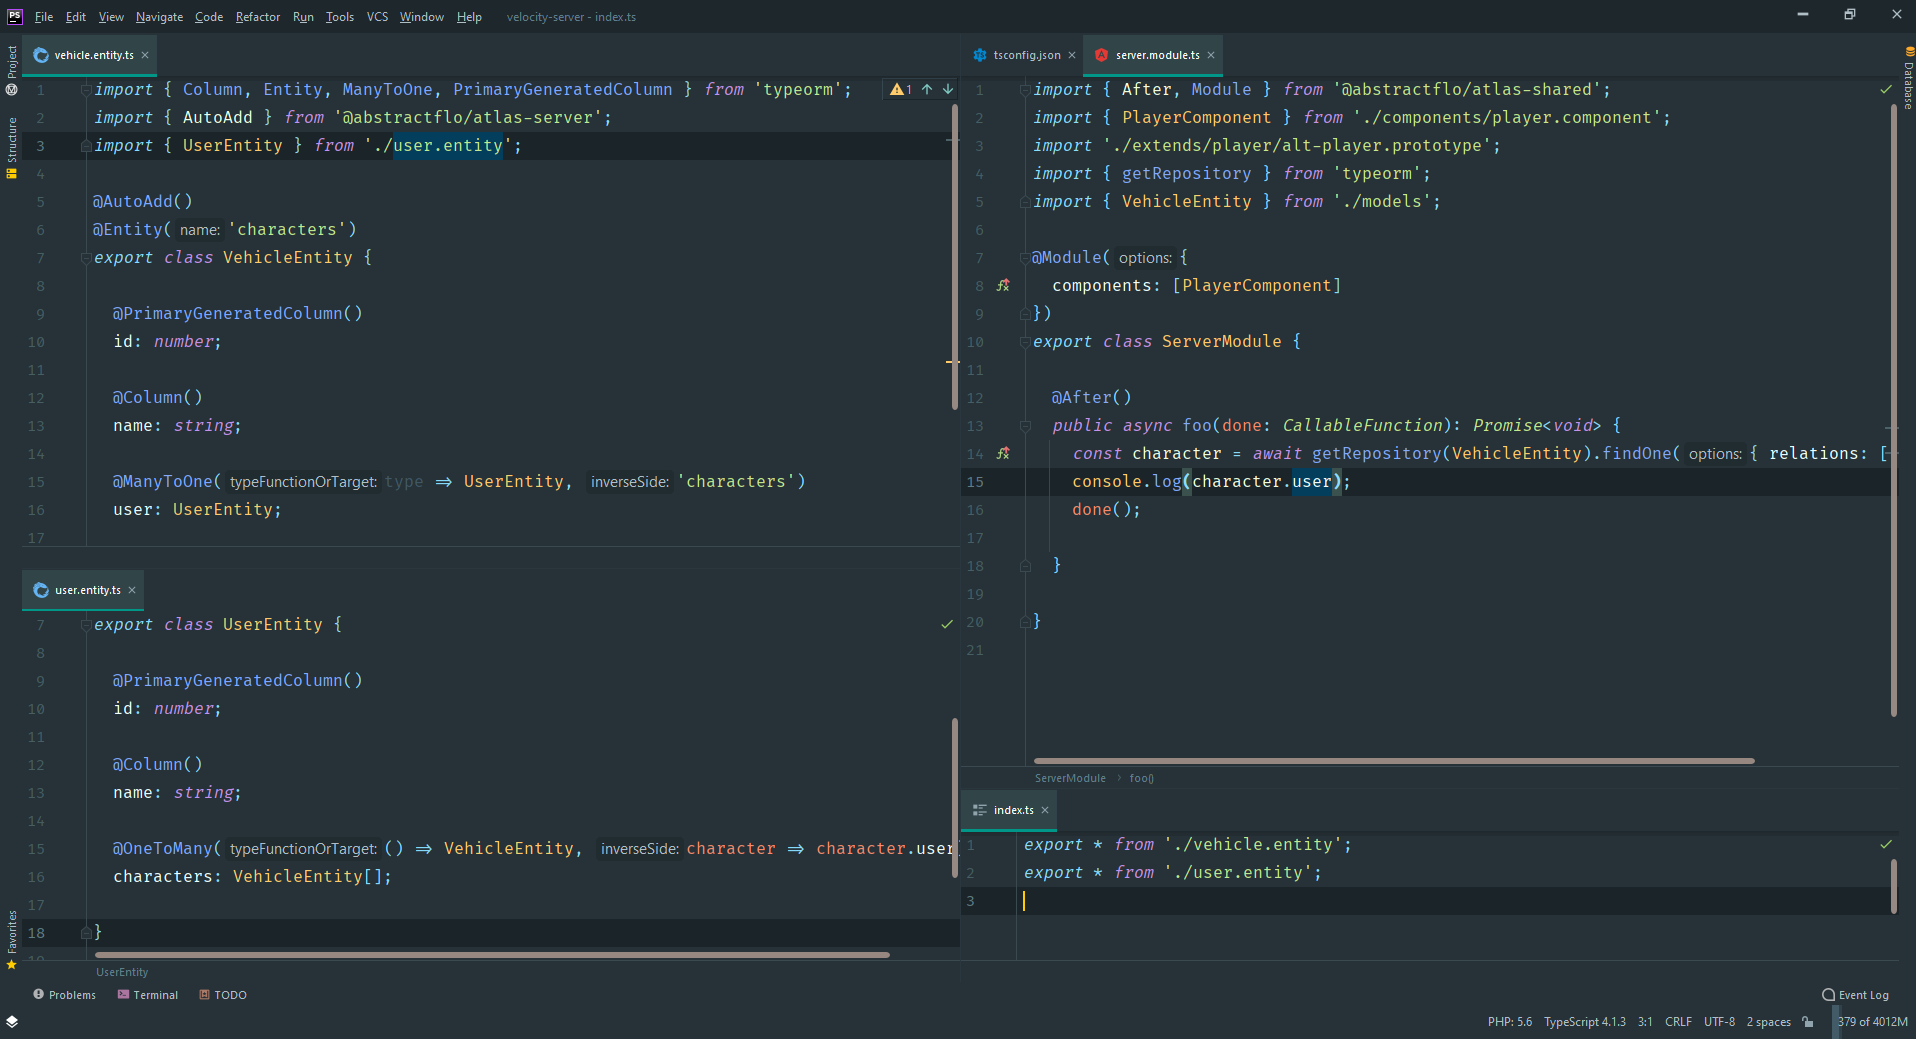 PS File Edit View Navigate Code Refactor Run Tools VCS Window Help velocity-server - index.ts
Project
Structure
Favorites
Database
vehicle.entity.ts
1 import { Column, Entity, ManyToOne, PrimaryGeneratedColumn } from 'typeorm'; 1
2 import { AutoAdd } from '@abstractflo/atlas-server';
3 import { UserEntity } from './user.entity';
4
5 @AutoAdd()
6 @Entity( name: 'characters')
7 export class VehicleEntity {
8
9 @PrimaryGeneratedColumn()
10 id: number;
11
12 @Column()
13 name: string;
14
15 @ManyToOne( typeFunctionOrTarget: type => UserEntity, inverseSide: 'characters')
16 user: UserEntity;
17
user.entity.ts
7 export class UserEntity {
8
9 @PrimaryGeneratedColumn()
10 id: number;
11
12 @Column()
13 name: string;
14
15 @OneToMany( typeFunctionOrTarget: () => VehicleEntity, inverseSide: character => character.user
16 characters: VehicleEntity[];
17
18 }
UserEntity
tsconfig.json server.module.ts
1 import { After, Module } from '@abstractflo/atlas-shared';
2 import { PlayerComponent } from './components/player.component';
3 import './extends/player/alt-player.prototype';
4 import { getRepository } from 'typeorm';
5 import { VehicleEntity } from './models';
6
7 @Module( options: {
8 components: [PlayerComponent]
9 })
10 export class ServerModule {
11
12 @After()
13 public async foo(done: CallableFunction): Promise<void> {
14 const character = await getRepository(VehicleEntity).findOne( options: { relations: [
15 console.log(character.user);
16 done();
17
18 }
19
20 }
21
ServerModule › foo()
index.ts
1 export * from './vehicle.entity';
2 export * from './user.entity';
3
Problems Terminal TODO Event Log
PHP: 5.6 TypeScript 4.1.3 3:1 CRLF UTF-8 2 spaces 379 of 4012M